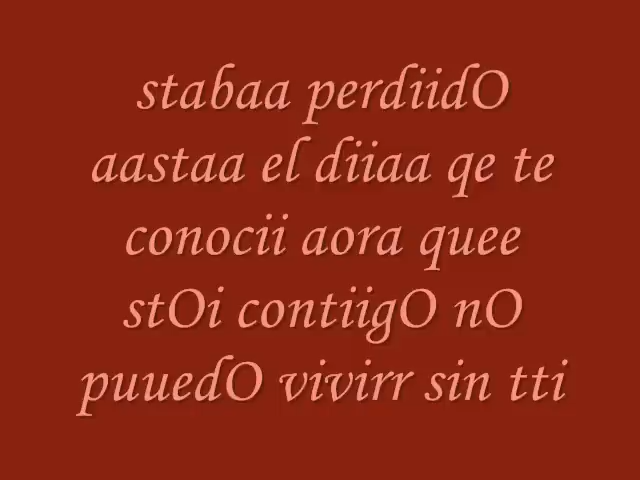 stabaa perdiidO
aastaa el diiaa qe te
conocii aora quee
stOi contiigO nO
puuedO vivirr sin tti